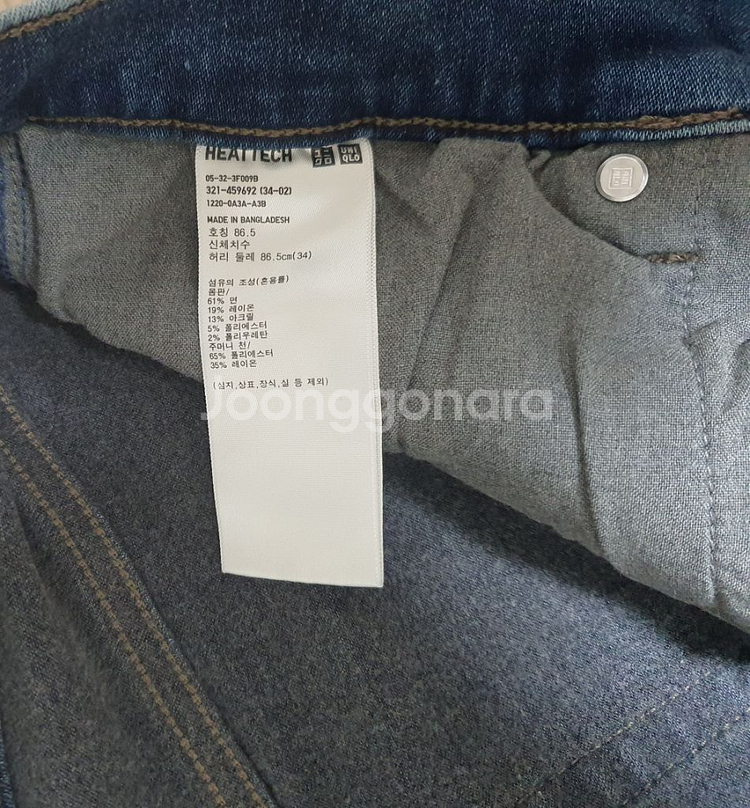 HEATTECH UNI QLO
05-32-3F009B
321-459692 (34-02)
1220-0A3A-A3B
MADE IN BANGLADESH
호칭 86.5
신체치수
허리 둘레 86.5cm(34)
섬유의 조성(혼용률)
몸판/
61% 면
19% 레이온
13% 아크릴
5% 폴리에스터
2% 폴리우레탄
주머니 천/
65% 폴리에스터
35% 레이온
(심지,상표,장식,실 등 제외)
Joonggonara